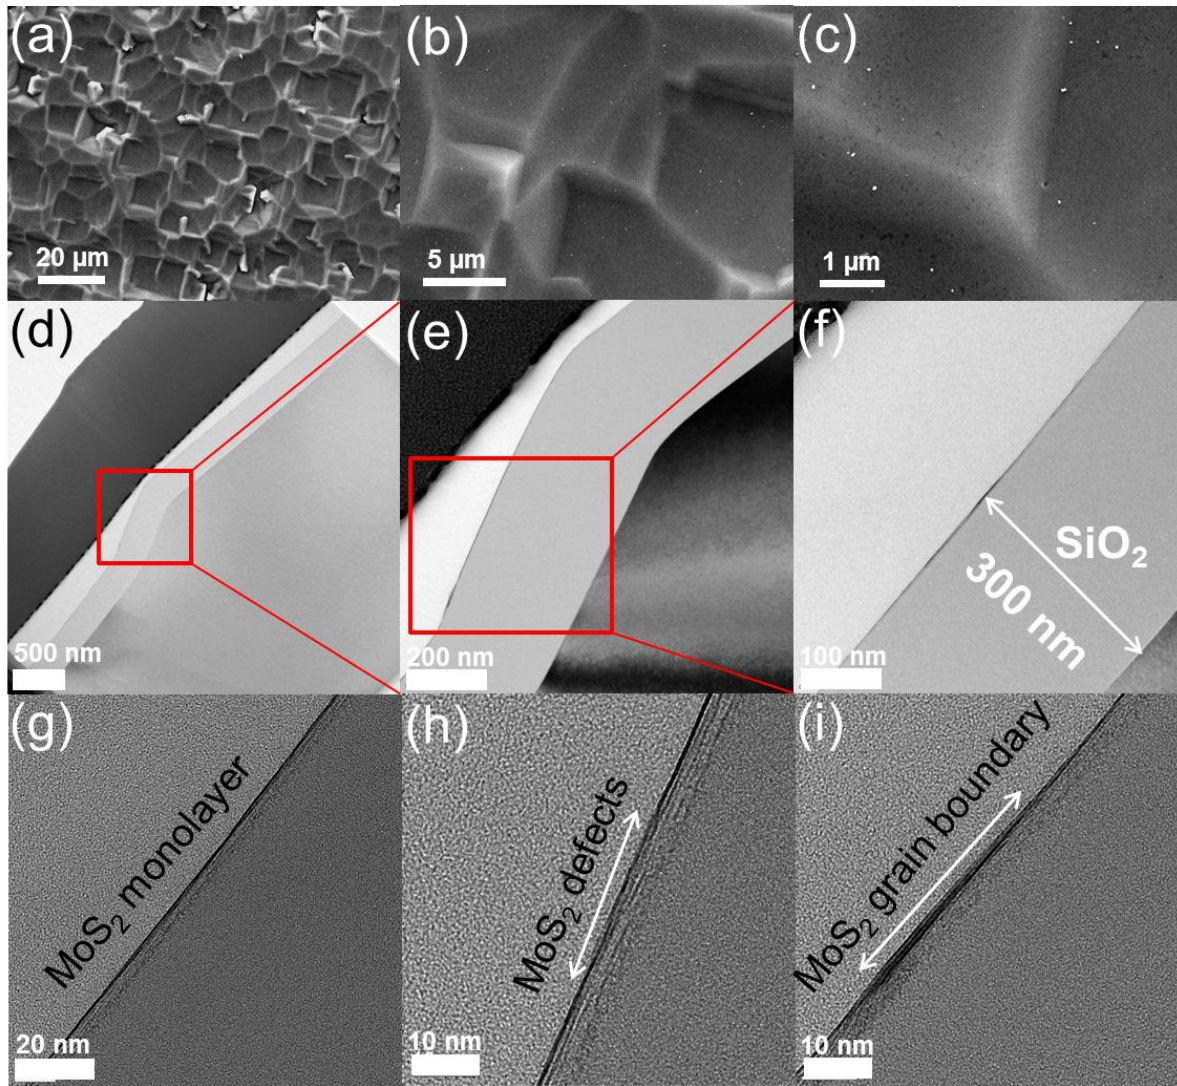 (a)
(b)
(c)
20 µm
5 µm
1 µm
(d)
(e)
(f)
SiO₂
300 nm
500 nm
200 nm
100 nm
(g)
(h)
(i)
MoS₂ monolayer
MoS₂ defects
MoS₂ grain boundary
20 nm
10 nm
10 nm